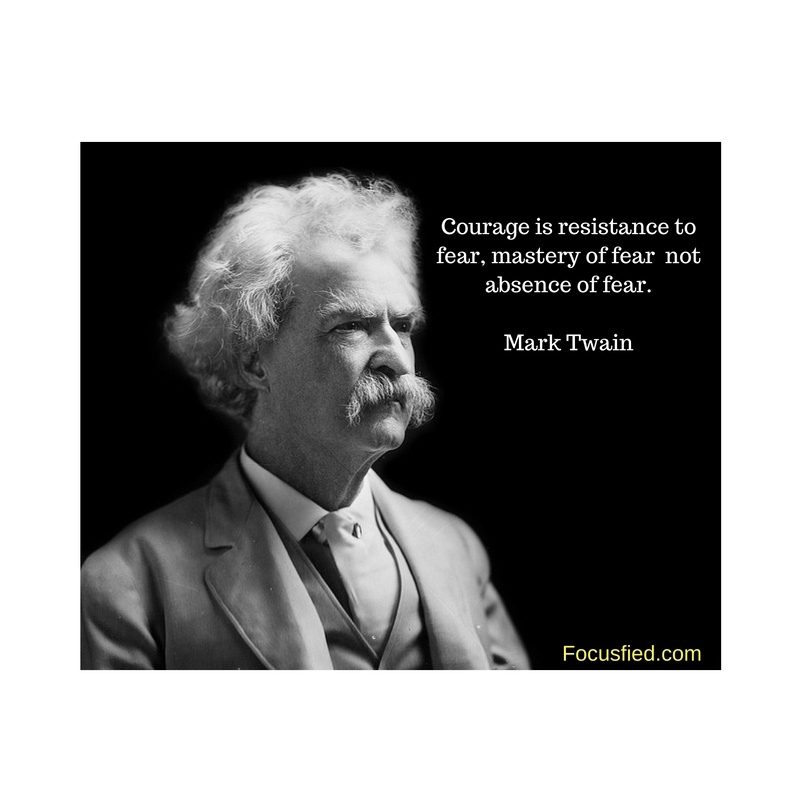 Courage is resistance to
fear, mastery of fear  not
absence of fear.
Mark Twain
Focusfied.com